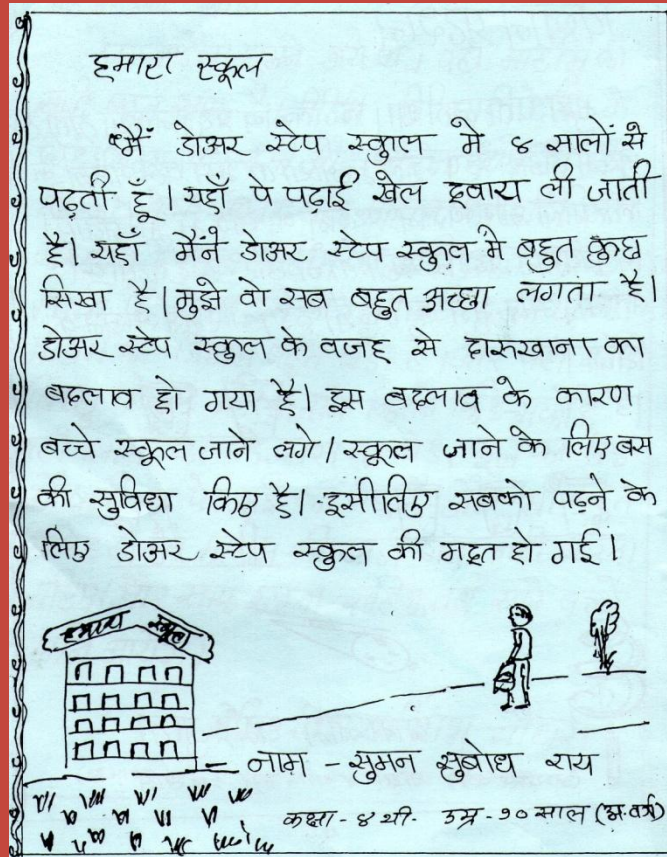 हमारा स्कूल
"मैं डोअर स्टेप स्कुल मे ४ सालों से
पढ़ती हूँ। यहाँ पे पढाई खेल द्वारा ली जाती
है। यहाँ मैंने डोअर स्टेप स्कुल मे बहुत कुछ
सिखा है। मुझे वो सब बहुत अच्छा लगता है।
डोअर स्टेप स्कुल के वजह से दारुखाना का
बदलाव हो गया है। इस बदलाव के कारण
बच्चे स्कूल जाने लगे। स्कूल जाने के लिए बस
की सुविधा किए है। इसीलिए सबको पढ़ने के
लिए डोअर स्टेप स्कुल की मद्दत हो गई।
हमारा स्कूल
– नाम – सुमन सुबोध राय
कक्षा - ४ थी. उम्र - १० साल (अ.वर्ग)